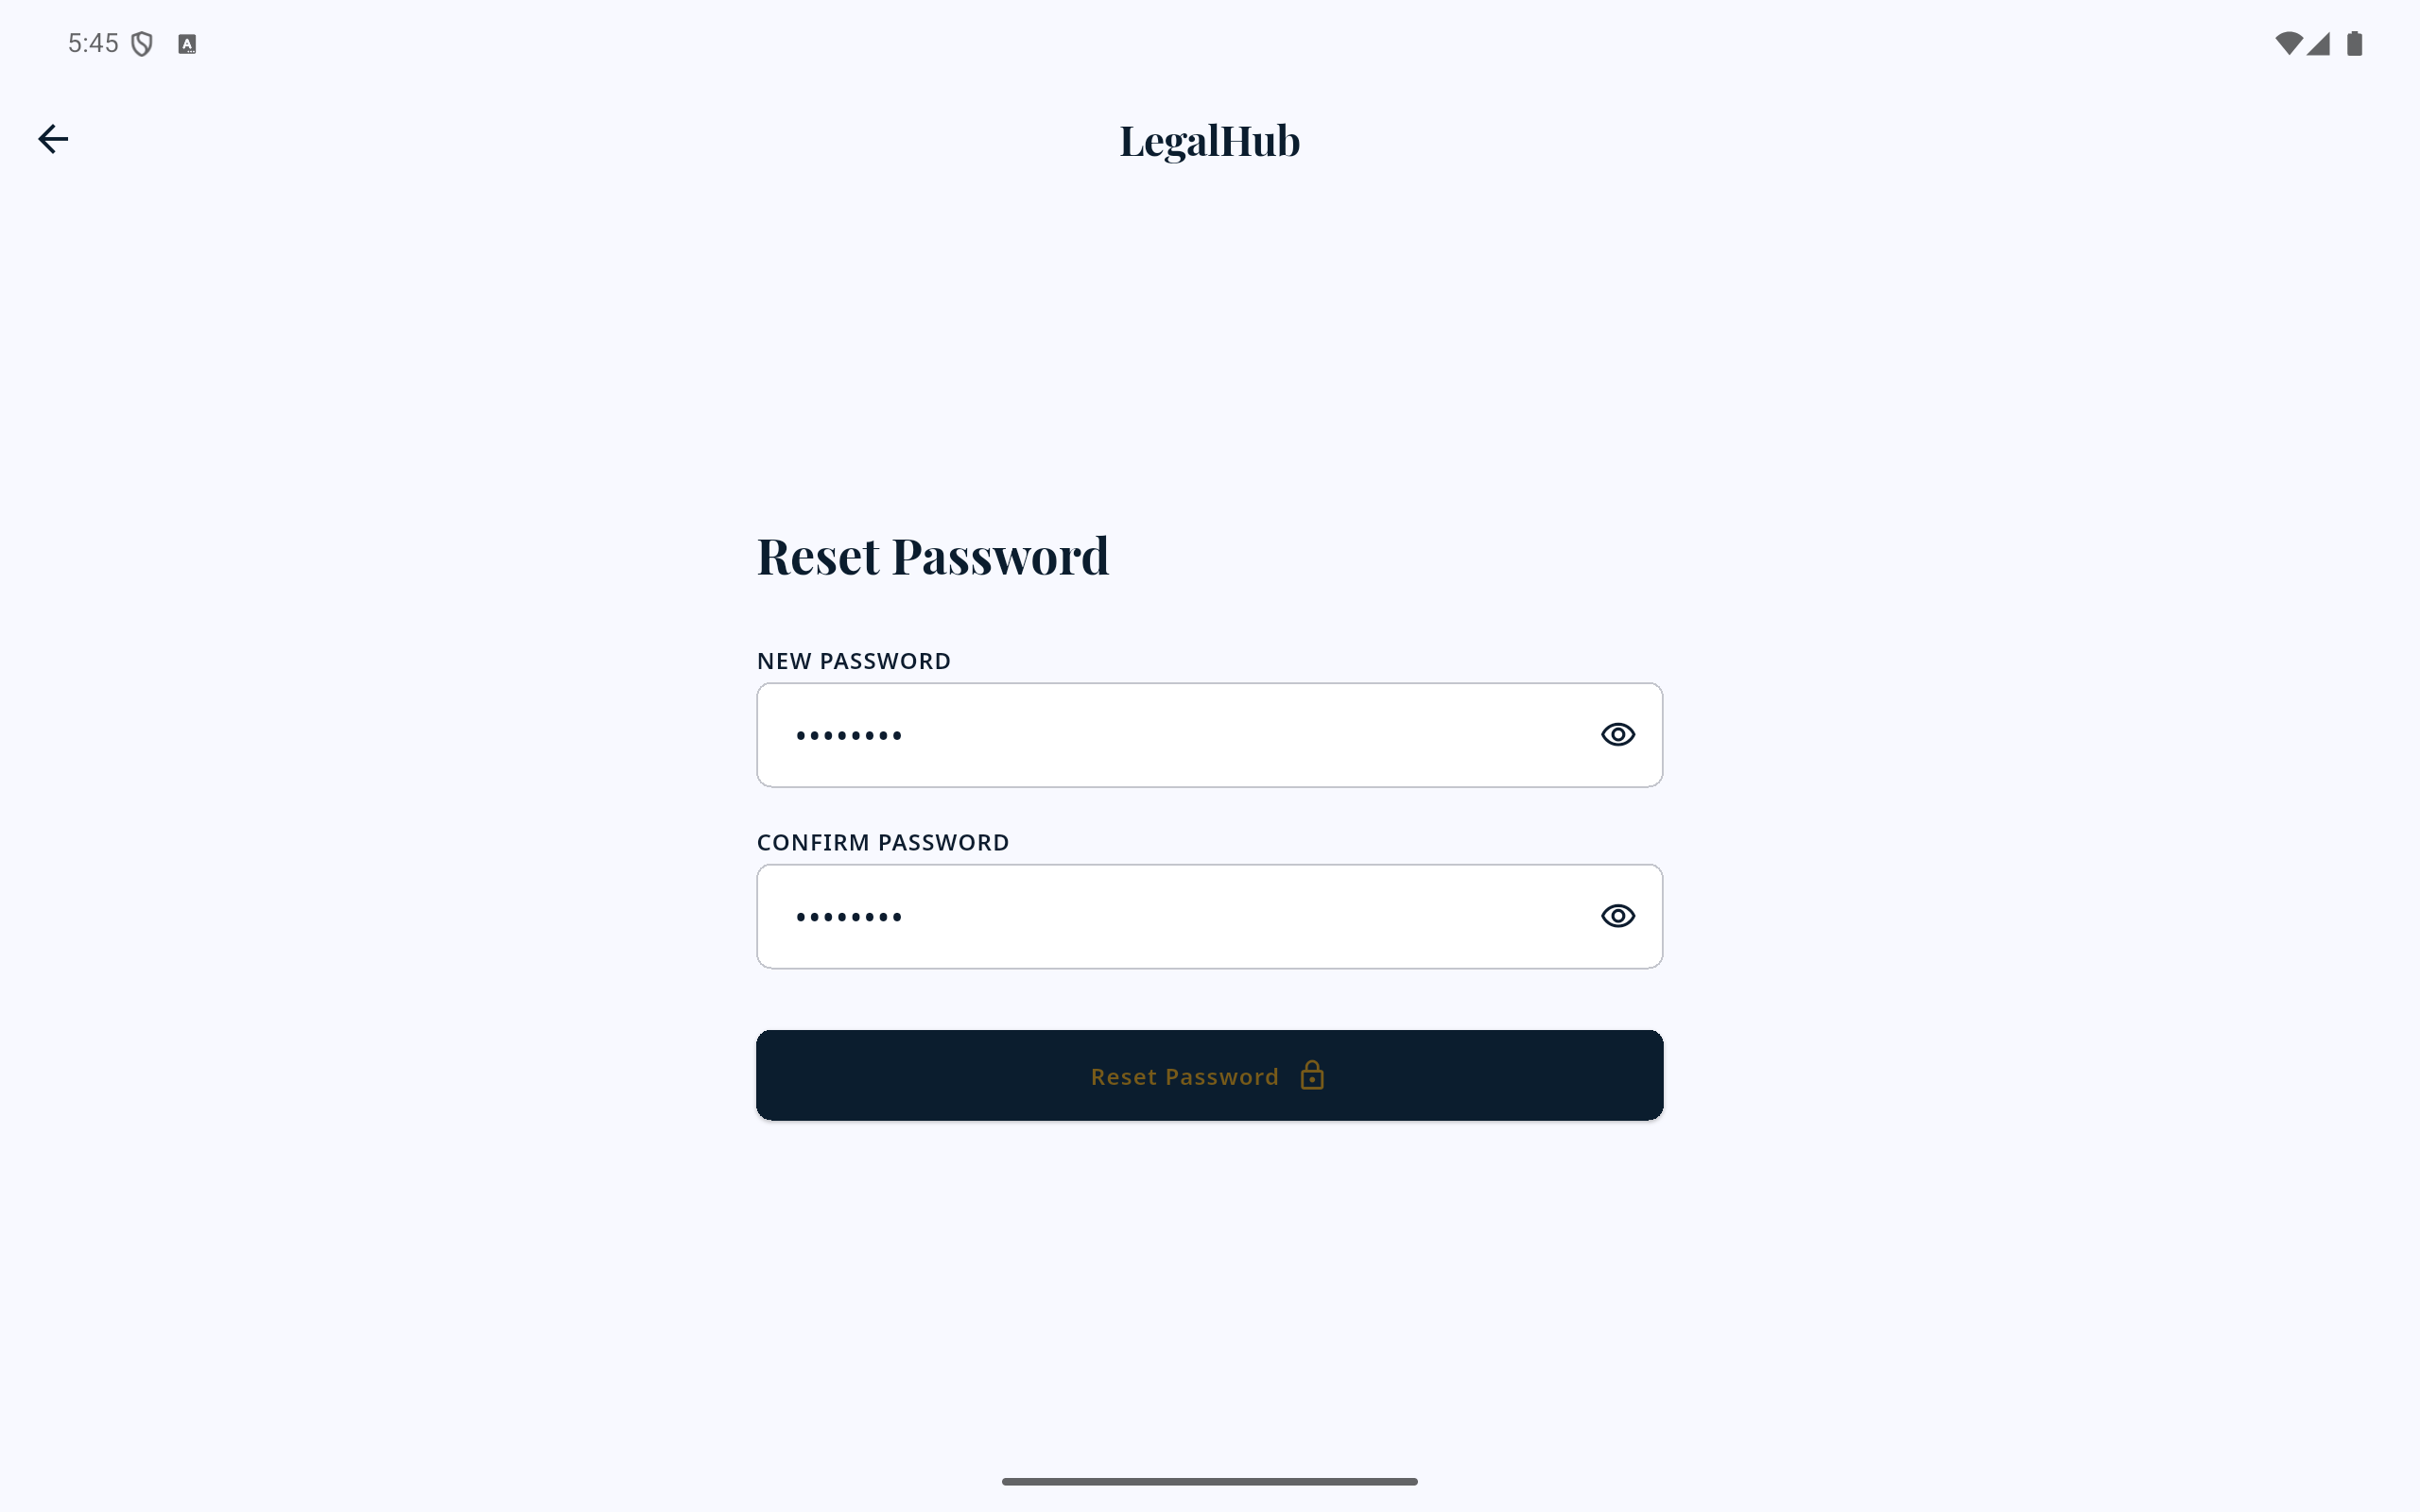 5:45
LegalHub
Reset Password
NEW PASSWORD
••••••••
CONFIRM PASSWORD
••••••••
Reset Password